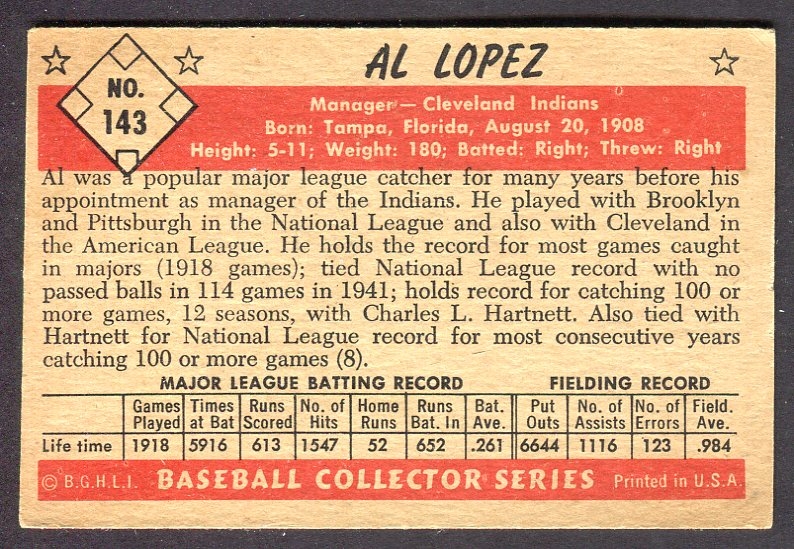 AL LOPEZ
NO. 143
Manager — Cleveland Indians
Born: Tampa, Florida, August 20, 1908
Height: 5-11; Weight: 180; Batted: Right; Threw: Right
Al was a popular major league catcher for many years before his
appointment as manager of the Indians. He played with Brooklyn
and Pittsburgh in the National League and also with Cleveland in
the American League. He holds the record for most games caught
in majors (1918 games); tied National League record with no
passed balls in 114 games in 1941; holds record for catching 100 or
more games, 12 seasons, with Charles L. Hartnett. Also tied with
Hartnett for National League record for most consecutive years
catching 100 or more games (8).
MAJOR LEAGUE BATTING RECORD FIELDING RECORD
Games Times Runs No. of Home Runs Bat. Put No. of No. of Field.
Played at Bat Scored Hits Runs Bat. In Ave. Outs Assists Errors Ave.
Life time 1918 5916 613 1547 52 652 .261 6644 1116 123 .984
© B.G.H.L.I. BASEBALL COLLECTOR SERIES Printed in U.S.A.